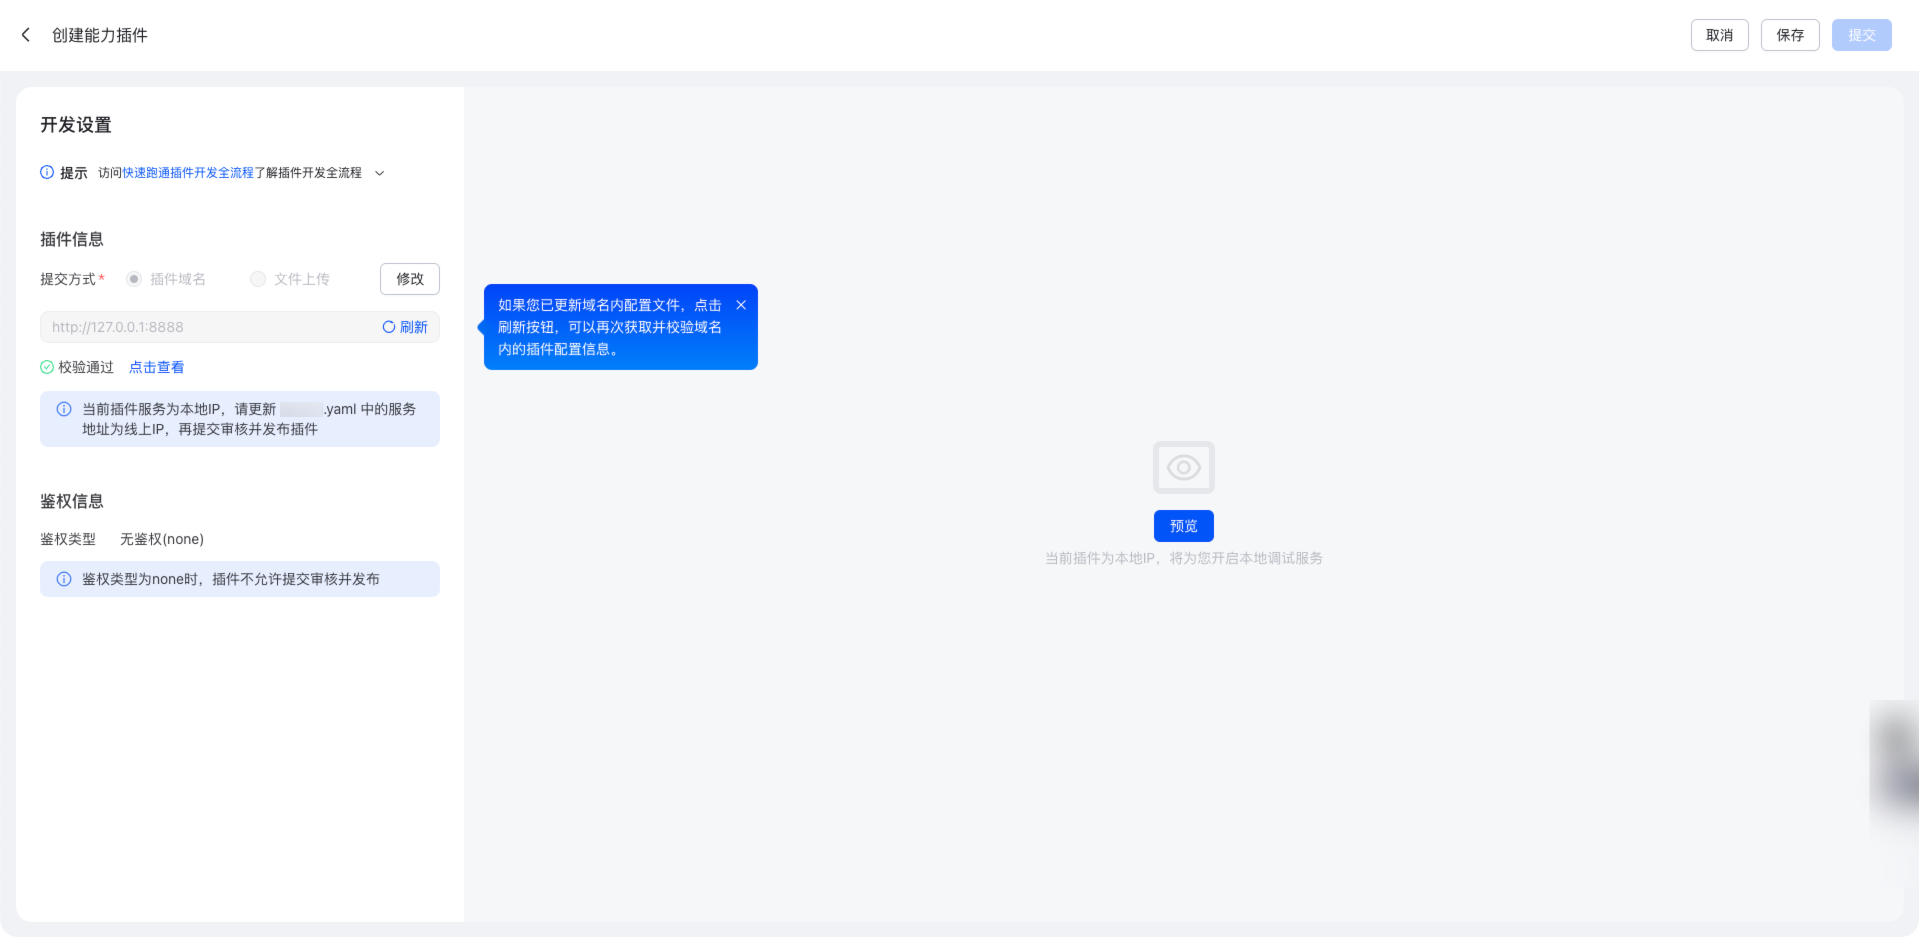 创建能力插件
取消
保存
提交
开发设置
提示 访问快速跑通插件开发全流程了解插件开发全流程
插件信息
提交方式* 插件域名 文件上传 修改
http://127.0.0.1:8888 刷新
校验通过 点击查看
当前插件服务为本地IP，请更新 .yaml 中的服务
地址为线上IP，再提交审核并发布插件
鉴权信息
鉴权类型 无鉴权(none)
鉴权类型为none时，插件不允许提交审核并发布
如果您已更新域名内配置文件，点击
刷新按钮，可以再次获取并校验域名
内的插件配置信息。
预览
当前插件为本地IP，将为您开启本地调试服务